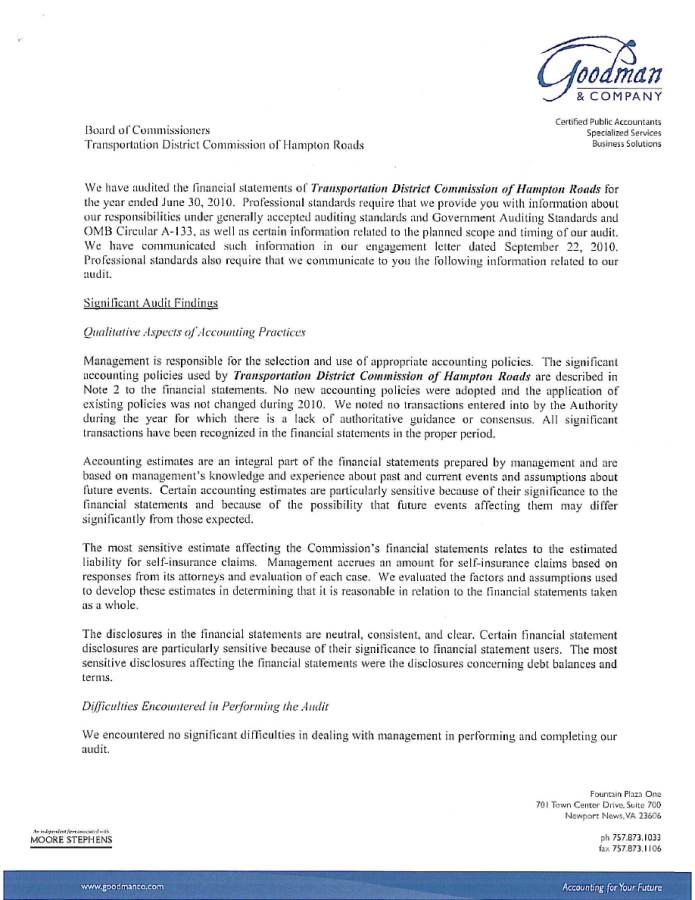 Goodman
& COMPANY
Certified Public Accountants
Specialized Services
Business Solutions
Board of Commissioners
Transportation District Commission of Hampton Roads
We have audited the financial statements of Transportation District Commission of Hampton Roads for
the year ended June 30, 2010. Professional standards require that we provide you with information about
our responsibilities under generally accepted auditing standards and Government Auditing Standards and
OMB Circular A-133, as well as certain information related to the planned scope and timing of our audit.
We have communicated such information in our engagement letter dated September 22, 2010.
Professional standards also require that we communicate to you the following information related to our
audit.
Significant Audit Findings
Qualitative Aspects of Accounting Practices
Management is responsible for the selection and use of appropriate accounting policies. The significant
accounting policies used by Transportation District Commission of Hampton Roads are described in
Note 2 to the financial statements. No new accounting policies were adopted and the application of
existing policies was not changed during 2010. We noted no transactions entered into by the Authority
during the year for which there is a lack of authoritative guidance or consensus. All significant
transactions have been recognized in the financial statements in the proper period.
Accounting estimates are an integral part of the financial statements prepared by management and are
based on management's knowledge and experience about past and current events and assumptions about
future events. Certain accounting estimates are particularly sensitive because of their significance to the
financial statements and because of the possibility that future events affecting them may differ
significantly from those expected.
The most sensitive estimate affecting the Commission's financial statements relates to the estimated
liability for self-insurance claims. Management accrues an amount for self-insurance claims based on
responses from its attorneys and evaluation of each case. We evaluated the factors and assumptions used
to develop these estimates in determining that it is reasonable in relation to the financial statements taken
as a whole.
The disclosures in the financial statements are neutral, consistent, and clear. Certain financial statement
disclosures are particularly sensitive because of their significance to financial statement users. The most
sensitive disclosures affecting the financial statements were the disclosures concerning debt balances and
terms.
Difficulties Encountered in Performing the Audit
We encountered no significant difficulties in dealing with management in performing and completing our
audit.
Fountain Plaza One
701 Town Center Drive, Suite 700
Newport News, VA 23606
An independent firm associated with
MOORE STEPHENS
ph 757.873.1033
fax 757.873.1106
www.goodmanco.com
Accounting for Your Future